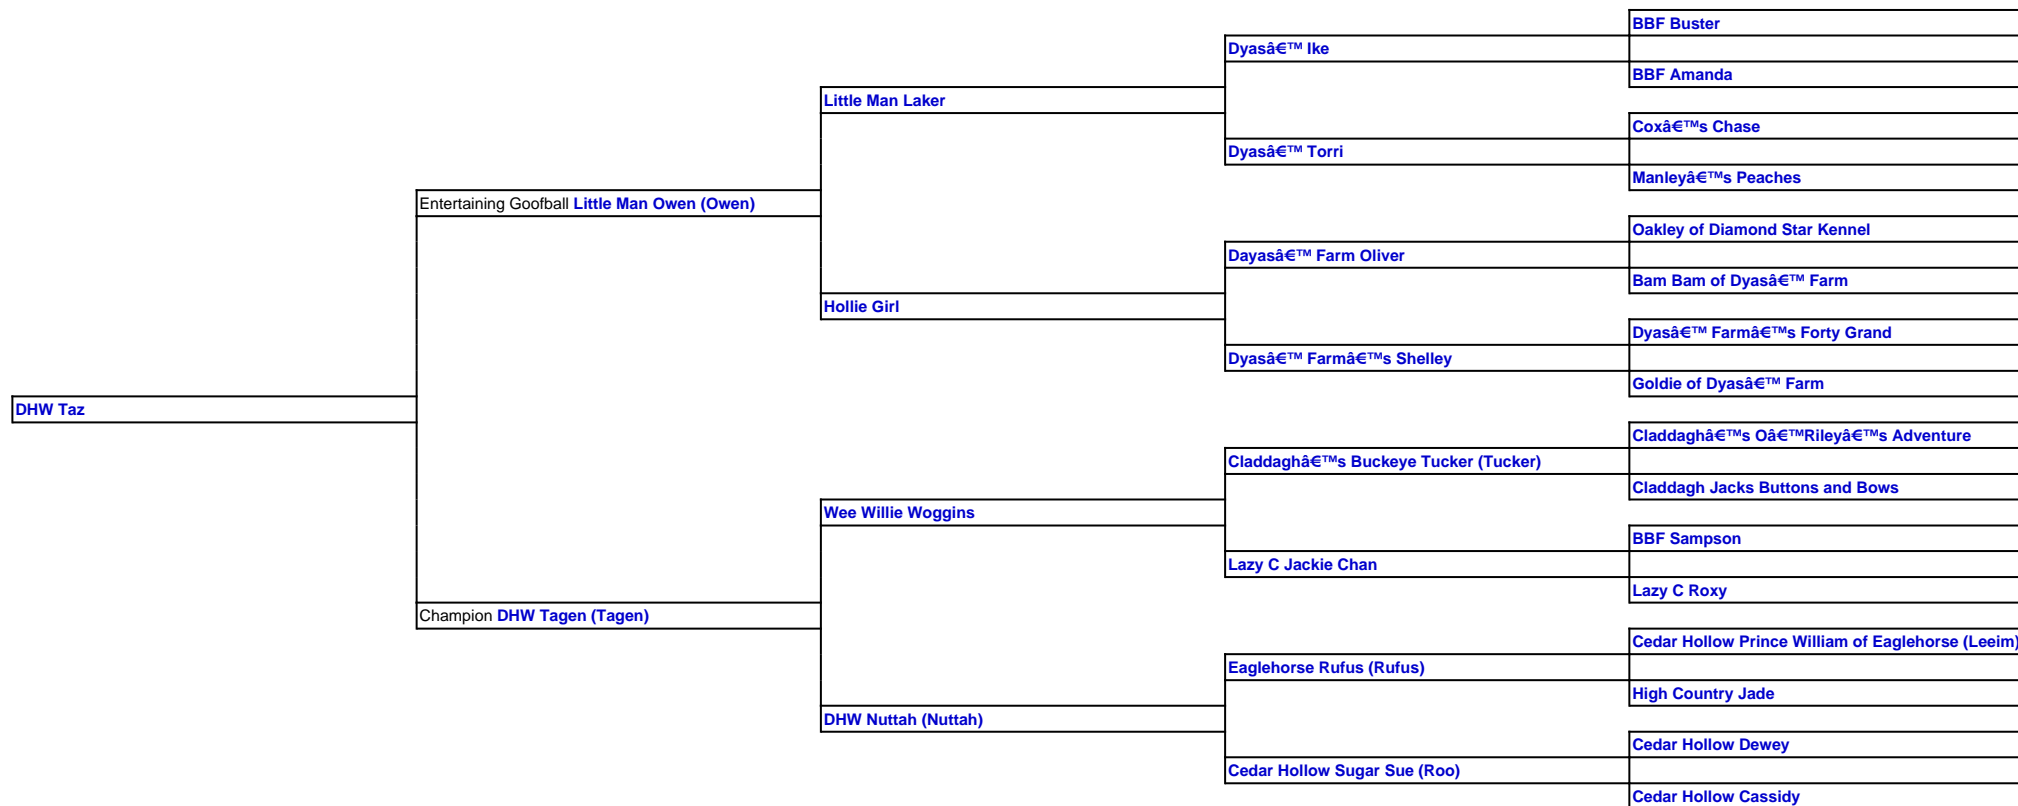 BBF Buster
Dyasâ€™ Ike
BBF Amanda
Little Man Laker
Coxâ€™s Chase
Dyasâ€™ Torri
Manleyâ€™s Peaches
Entertaining Goofball Little Man Owen (Owen)
Oakley of Diamond Star Kennel
Dayasâ€™ Farm Oliver
Bam Bam of Dyasâ€™ Farm
Hollie Girl
Dyasâ€™ Farmâ€™s Forty Grand
Dyasâ€™ Farmâ€™s Shelley
Goldie of Dyasâ€™ Farm
DHW Taz
Claddaghâ€™s Oâ€™Rileyâ€™s Adventure
Claddaghâ€™s Buckeye Tucker (Tucker)
Claddagh Jacks Buttons and Bows
Wee Willie Woggins
BBF Sampson
Lazy C Jackie Chan
Lazy C Roxy
Champion DHW Tagen (Tagen)
Cedar Hollow Prince William of Eaglehorse (Leeim)
Eaglehorse Rufus (Rufus)
High Country Jade
DHW Nuttah (Nuttah)
Cedar Hollow Dewey
Cedar Hollow Sugar Sue (Roo)
Cedar Hollow Cassidy